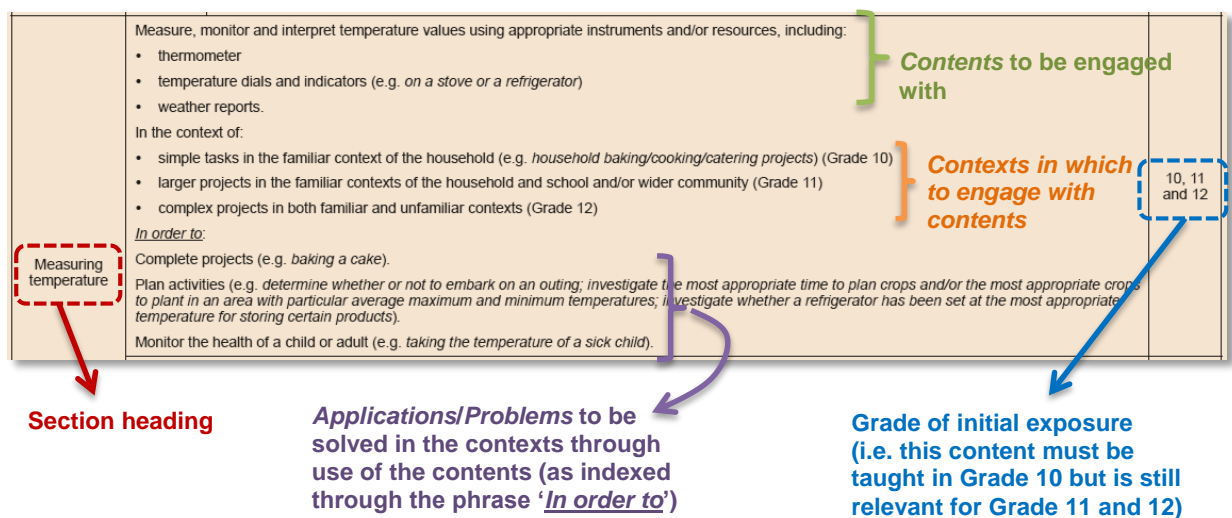 Measure, monitor and interpret temperature values using appropriate instruments and/or resources, including:
• thermometer
• temperature dials and indicators (e.g. on a stove or a refrigerator)
• weather reports.
In the context of:
• simple tasks in the familiar context of the household (e.g. household baking/cooking/catering projects) (Grade 10)
• larger projects in the familiar contexts of the household and school and/or wider community (Grade 11)
• complex projects in both familiar and unfamiliar contexts (Grade 12)
In order to:
Complete projects (e.g. baking a cake).
Plan activities (e.g. determine whether or not to embark on an outing; investigate the most appropriate time to plan crops and/or the most appropriate crops
to plant in an area with particular average maximum and minimum temperatures; investigate whether a refrigerator has been set at the most appropriate
temperature for storing certain products).
Monitor the health of a child or adult (e.g. taking the temperature of a sick child).
Measuring
temperature
Contents to be engaged
with
Contexts in which
to engage with
contents
10, 11
and 12
Section heading
Applications/Problems to be
solved in the contexts through
use of the contents (as indexed
through the phrase ‘In order to’)
Grade of initial exposure
(i.e. this content must be
taught in Grade 10 but is still
relevant for Grade 11 and 12)